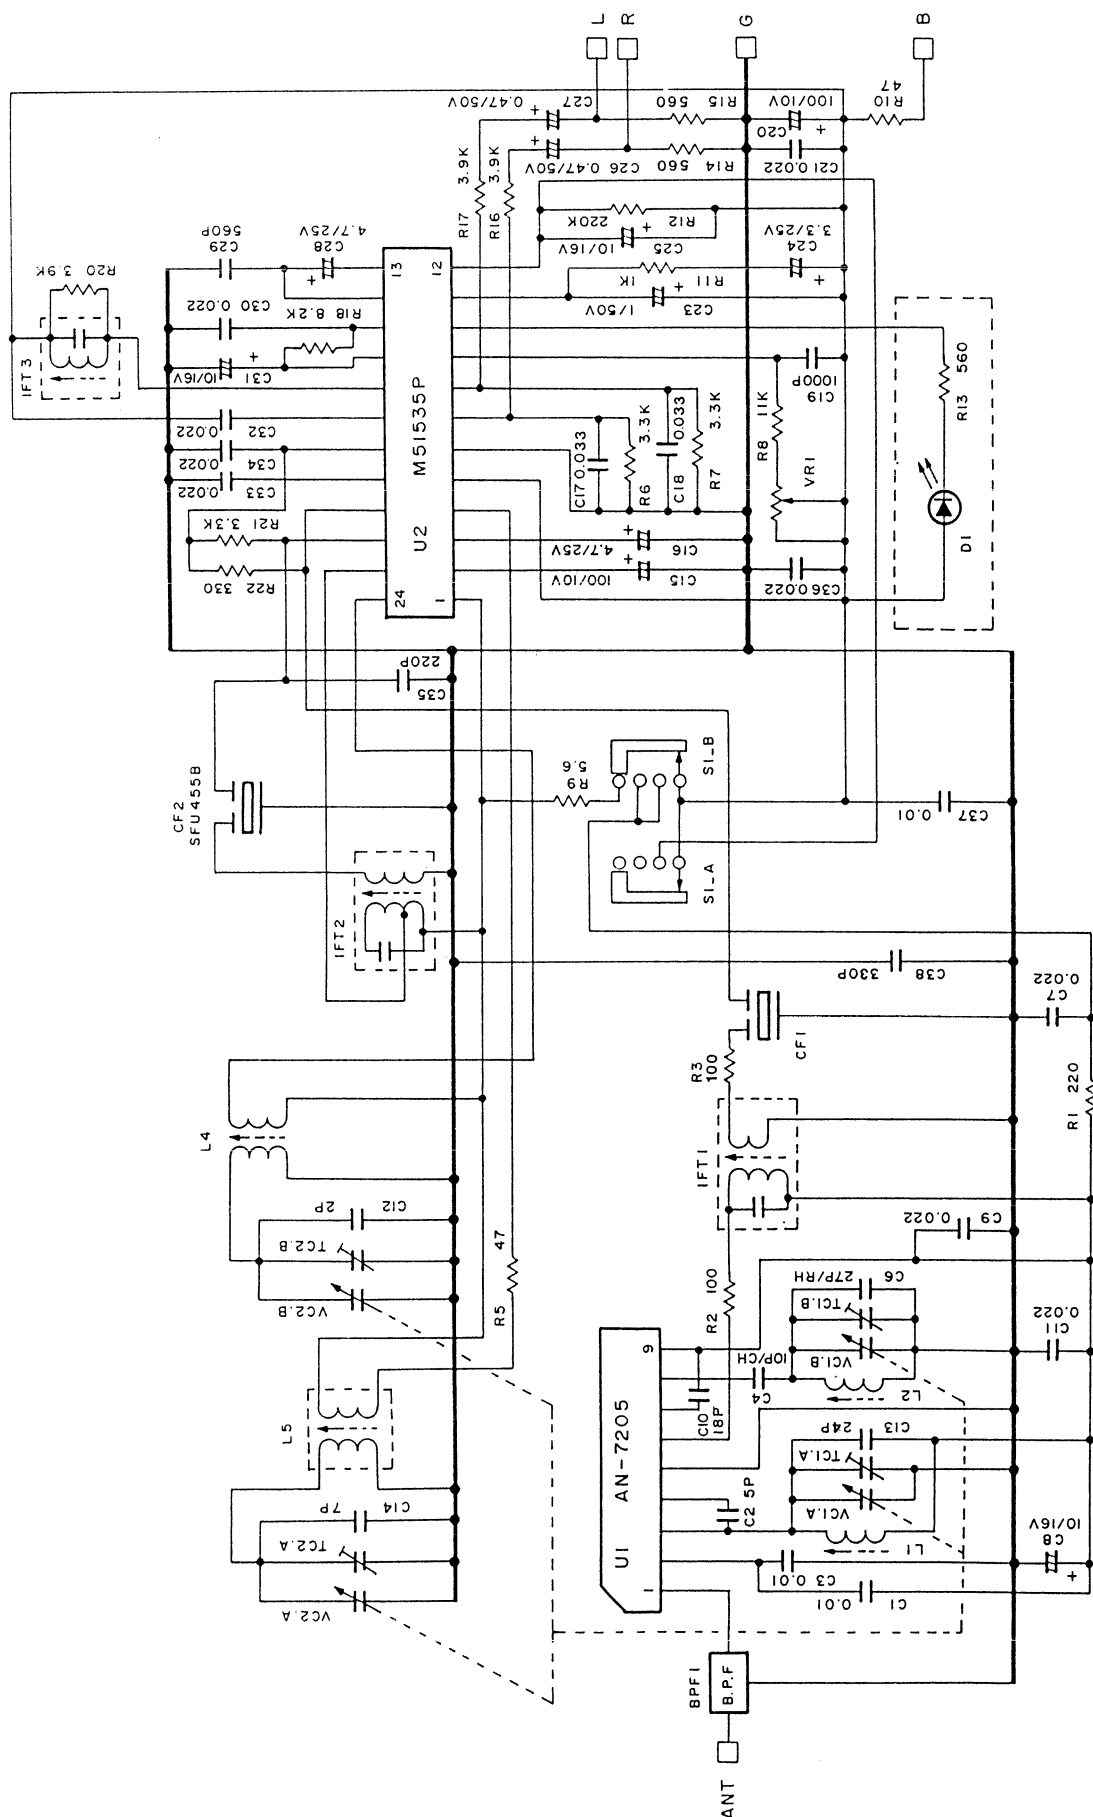 L
R
G
B
0.47/50V
C27
560
R15
100/10V
C20
47
R10
C26 0.47/50V
560
R14
C21 0.022
3.9K
R17
3.9K
R16
R20 3.9K
IFT3
560P
C29
4.7/25V
C28
C30 0.022
R18 8.2K
10/16V
C31
0.022
C32
0.022
C34
0.022
C33
R21 3.3K
330
R22
13
12
M51535P
U2
24
1
220K
R12
10/16V
C25
3.3/25V
C24
1K
R11
1/50V
C23
1000P
C19
11K
R8
VR1
C17 0.033
3.3K
R6
0.033
C18
3.3K
R7
4.7/25V
C16
100/10V
C15
C36 0.022
560
R13
D1
220P
C35
CF2
SFU455B
IFT2
5.6
R9
S1_B
S1_A
0.01
C37
330P
C38
0.022
C7
CF1
R3
100
IFT1
R1 220
L4
2P
C12
TC2.B
VC2.B
47
R5
L5
7P
C14
TC2.A
VC2.A
100
R2
0.022
C9
27P/RH
C6
TC1.B
VC1.B
L2
0.022
C11
10P/CH
C4
C10
18P
9
AN-7205
U1
1
C2 5P
24P
C13
TC1.A
VC1.A
L1
10/16V
C8
C3 0.01
0.01
C1
BPF1
B.P.F
ANT